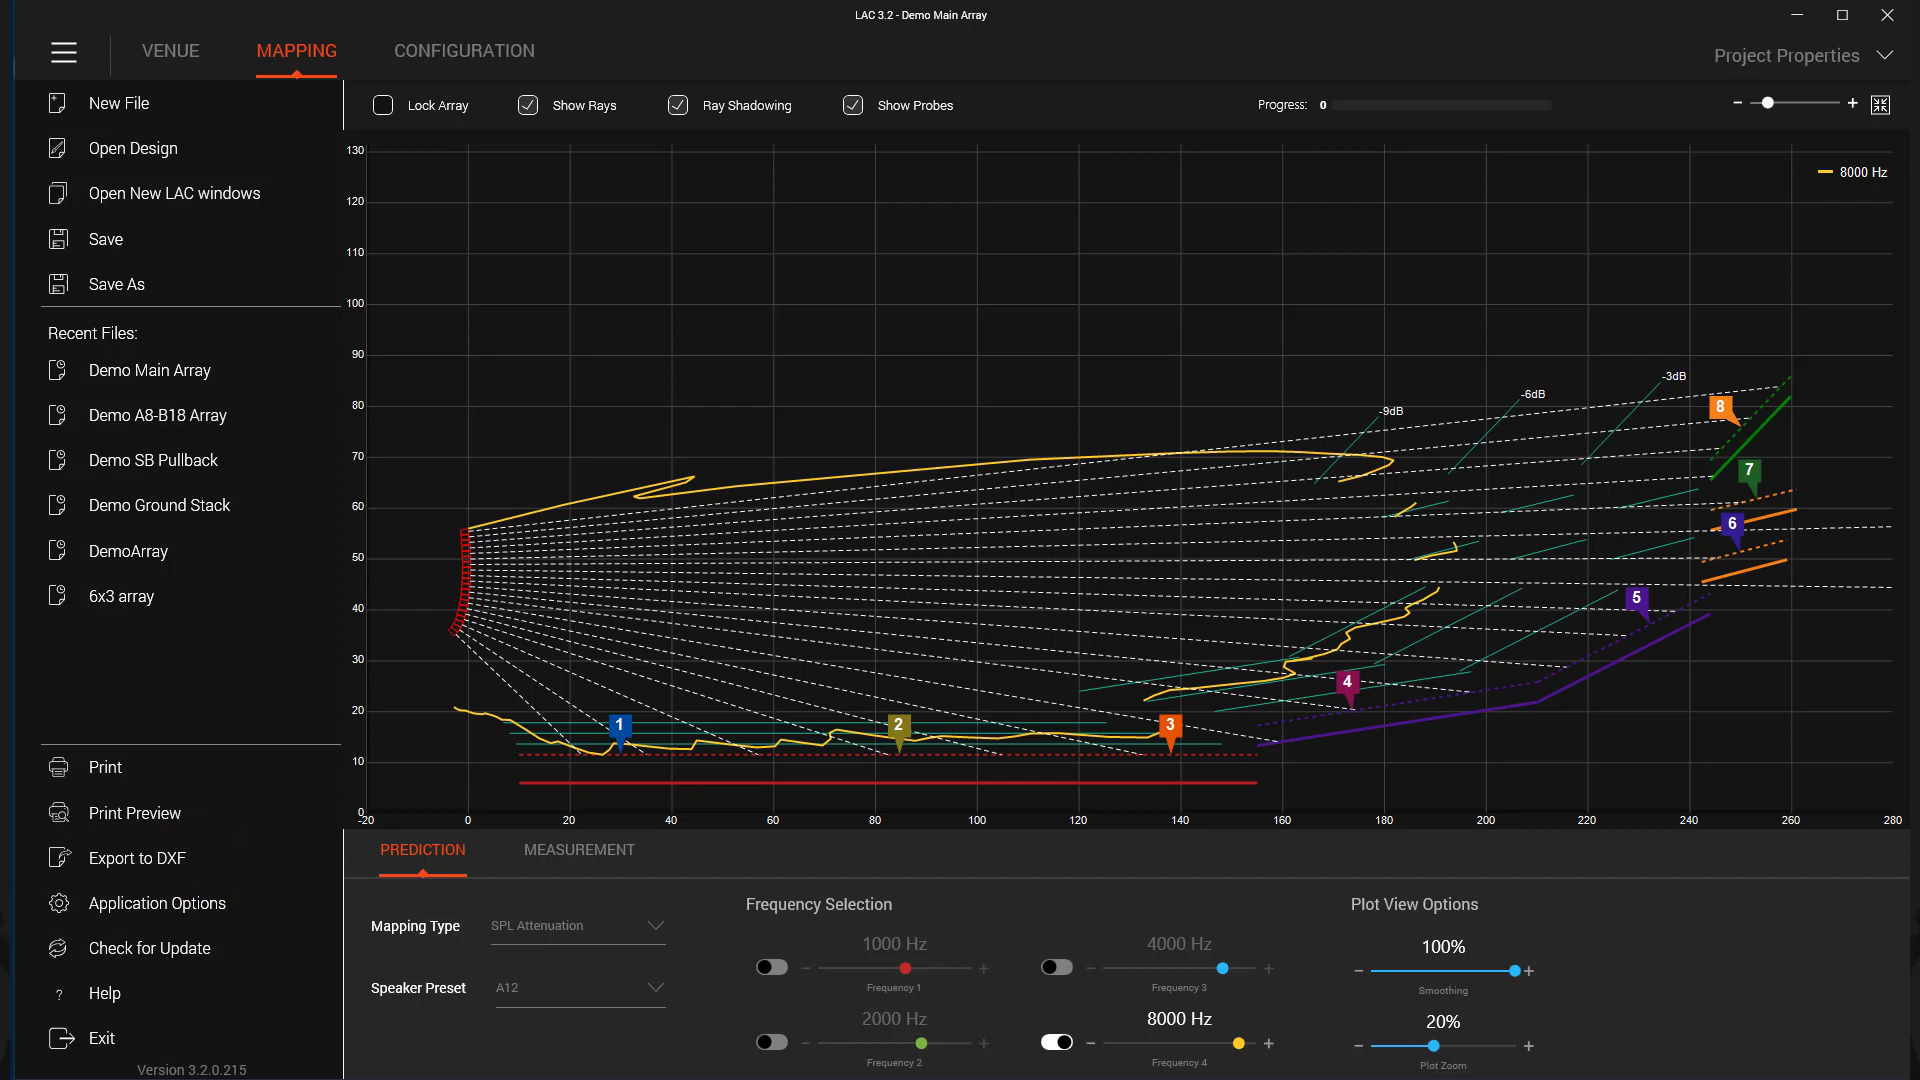 LAC 3.2 - Demo Main Array
VENUE
MAPPING
CONFIGURATION
Project Properties
New File
Open Design
Open New LAC windows
Save
Save As
Recent Files:
Demo Main Array
Demo A8-B18 Array
Demo SB Pullback
Demo Ground Stack
DemoArray
6x3 array
Print
Print Preview
Export to DXF
Application Options
Check for Update
? Help
Exit
Version 3.2.0.215
Lock Array
Show Rays
Ray Shadowing
Show Probes
Progress: 0
- +
8000 Hz
130
120
110
100
90
80
70
60
50
40
30
20
10
0
-9dB
-6dB
-3dB
1
2
3
4
5
6
7
8
-20 0 20 40 60 80 100 120 140 160 180 200 220 240 260 280
PREDICTION
MEASUREMENT
Mapping Type SPL Attenuation
Speaker Preset A12
Frequency Selection
1000 Hz
- +
Frequency 1
2000 Hz
- +
Frequency 2
4000 Hz
- +
Frequency 3
8000 Hz
- +
Frequency 4
Plot View Options
100%
- +
Smoothing
20%
- +
Plot Zoom